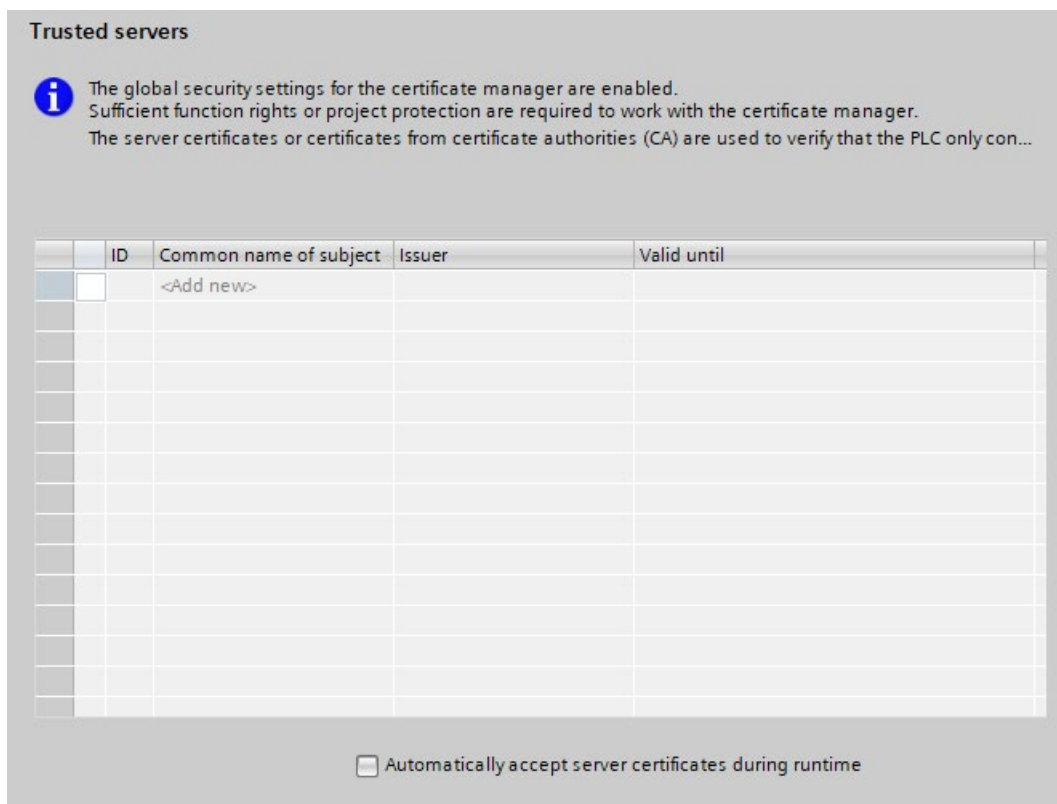 Trusted servers
i
The global security settings for the certificate manager are enabled.
Sufficient function rights or project protection are required to work with the certificate manager.
The server certificates or certificates from certificate authorities (CA) are used to verify that the PLC only con...
ID Common name of subject Issuer Valid until
<Add new>
Automatically accept server certificates during runtime